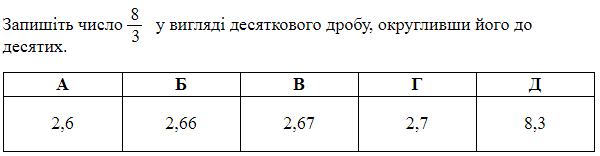 Запишіть число 8/3 у вигляді десяткового дробу, округливши його до
десятих.
А Б В Г Д
2,6 2,66 2,67 2,7 8,3